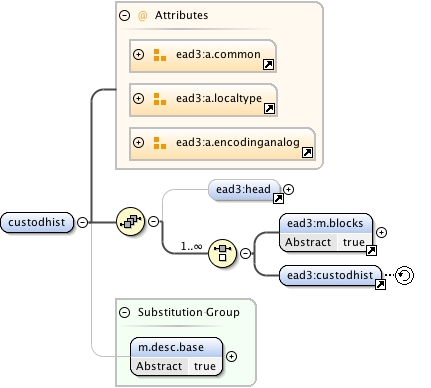 @ Attributes
ead3:a.common
ead3:a.localtype
ead3:a.encodinganalog
ead3:head
custodhist
1..∞
ead3:m.blocks
Abstract true
ead3:custodhist
Substitution Group
m.desc.base
Abstract true